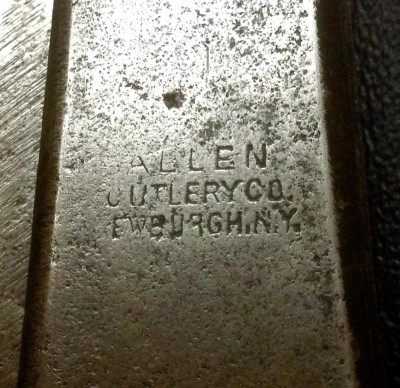 ALLEN
CUTLERY CO.
EWBURGH, N.Y.